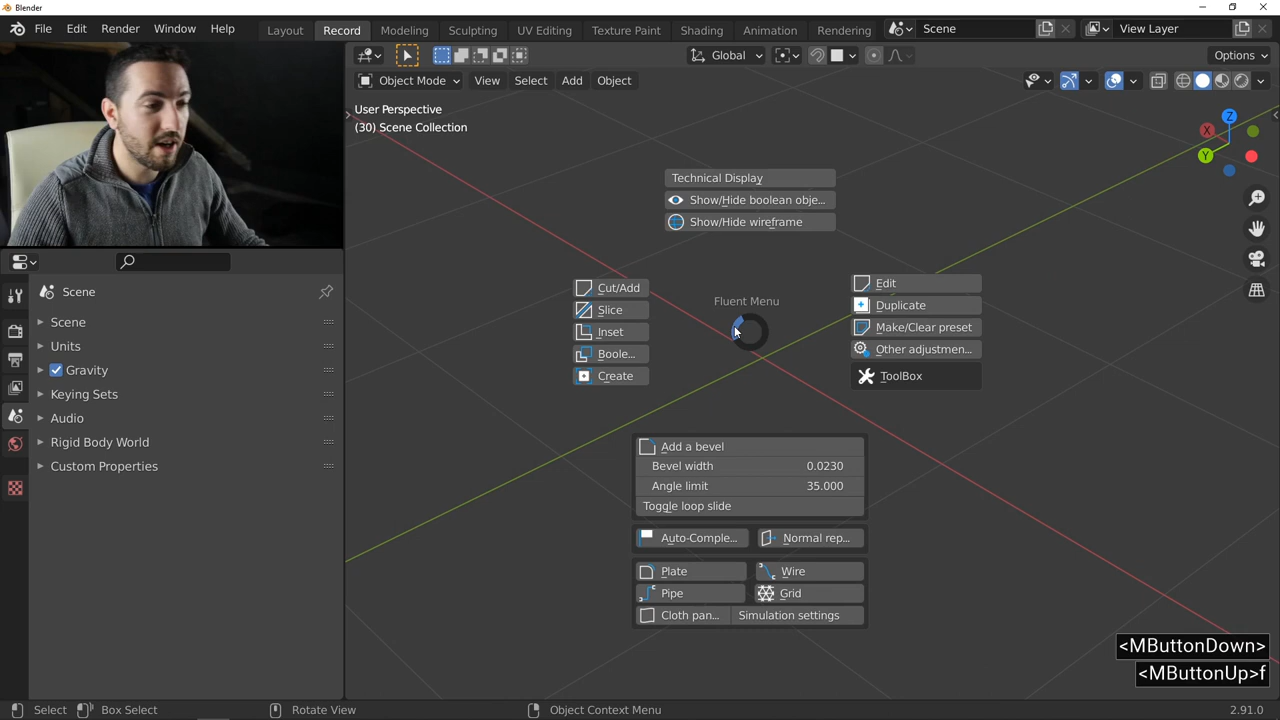 Blender
File Edit Render Window Help
Layout Record Modeling Sculpting UV Editing Texture Paint Shading Animation Rendering
Scene
View Layer
Global
Options
Object Mode View Select Add Object
User Perspective
(30) Scene Collection
Z
X
Y
Technical Display
Show/Hide boolean obje...
Show/Hide wireframe
Fluent Menu
Cut/Add
Slice
Inset
Boole...
Create
Edit
Duplicate
Make/Clear preset
Other adjustmen...
ToolBox
Add a bevel
Bevel width 0.0230
Angle limit 35.000
Toggle loop slide
Auto-Comple... Normal rep...
Plate Wire
Pipe Grid
Cloth pan... Simulation settings
Scene
Scene
Units
Gravity
Keying Sets
Audio
Rigid Body World
Custom Properties
<MButtonDown>
<MButtonUp>f
Select Box Select Rotate View Object Context Menu 2.91.0